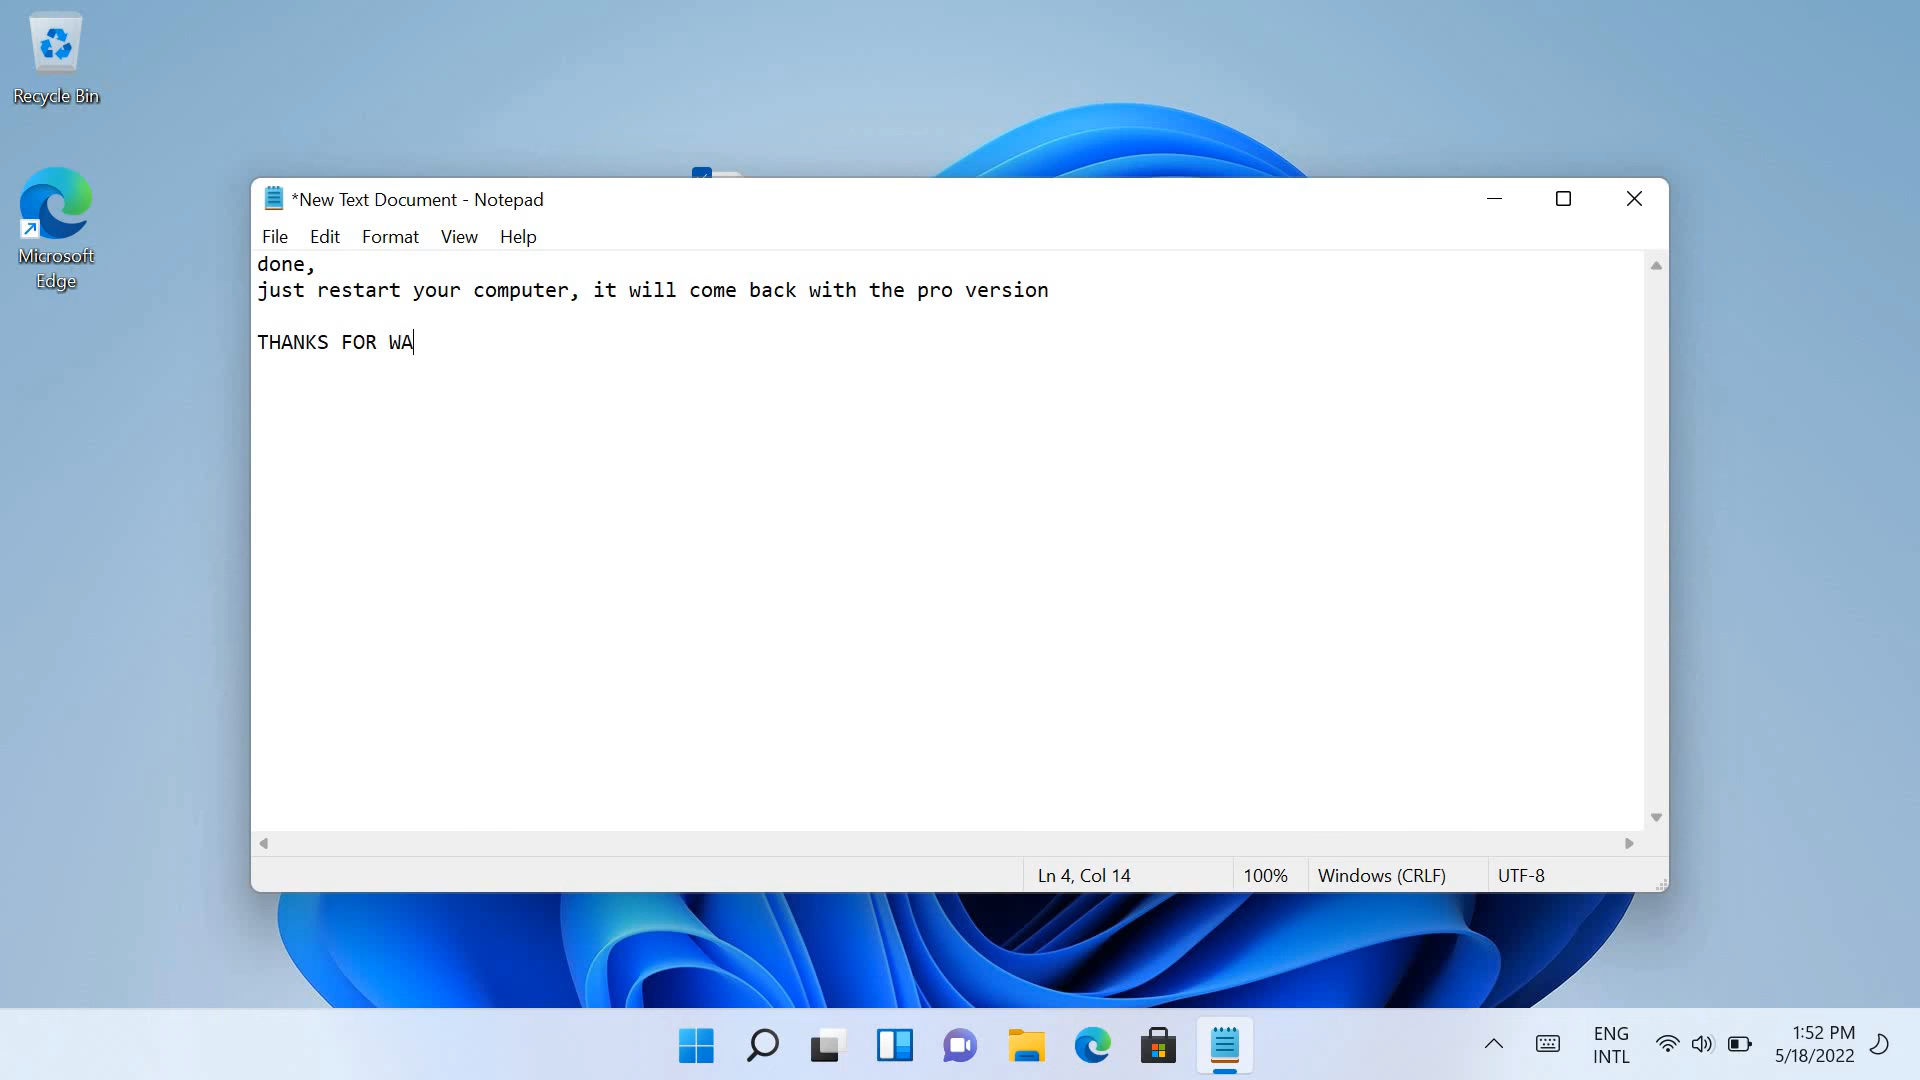 Recycle Bin
Microsoft
Edge
*New Text Document - Notepad
File Edit Format View Help
done,
just restart your computer, it will come back with the pro version
THANKS FOR WA
Ln 4, Col 14 100% Windows (CRLF) UTF-8
ENG
INTL
1:52 PM
5/18/2022